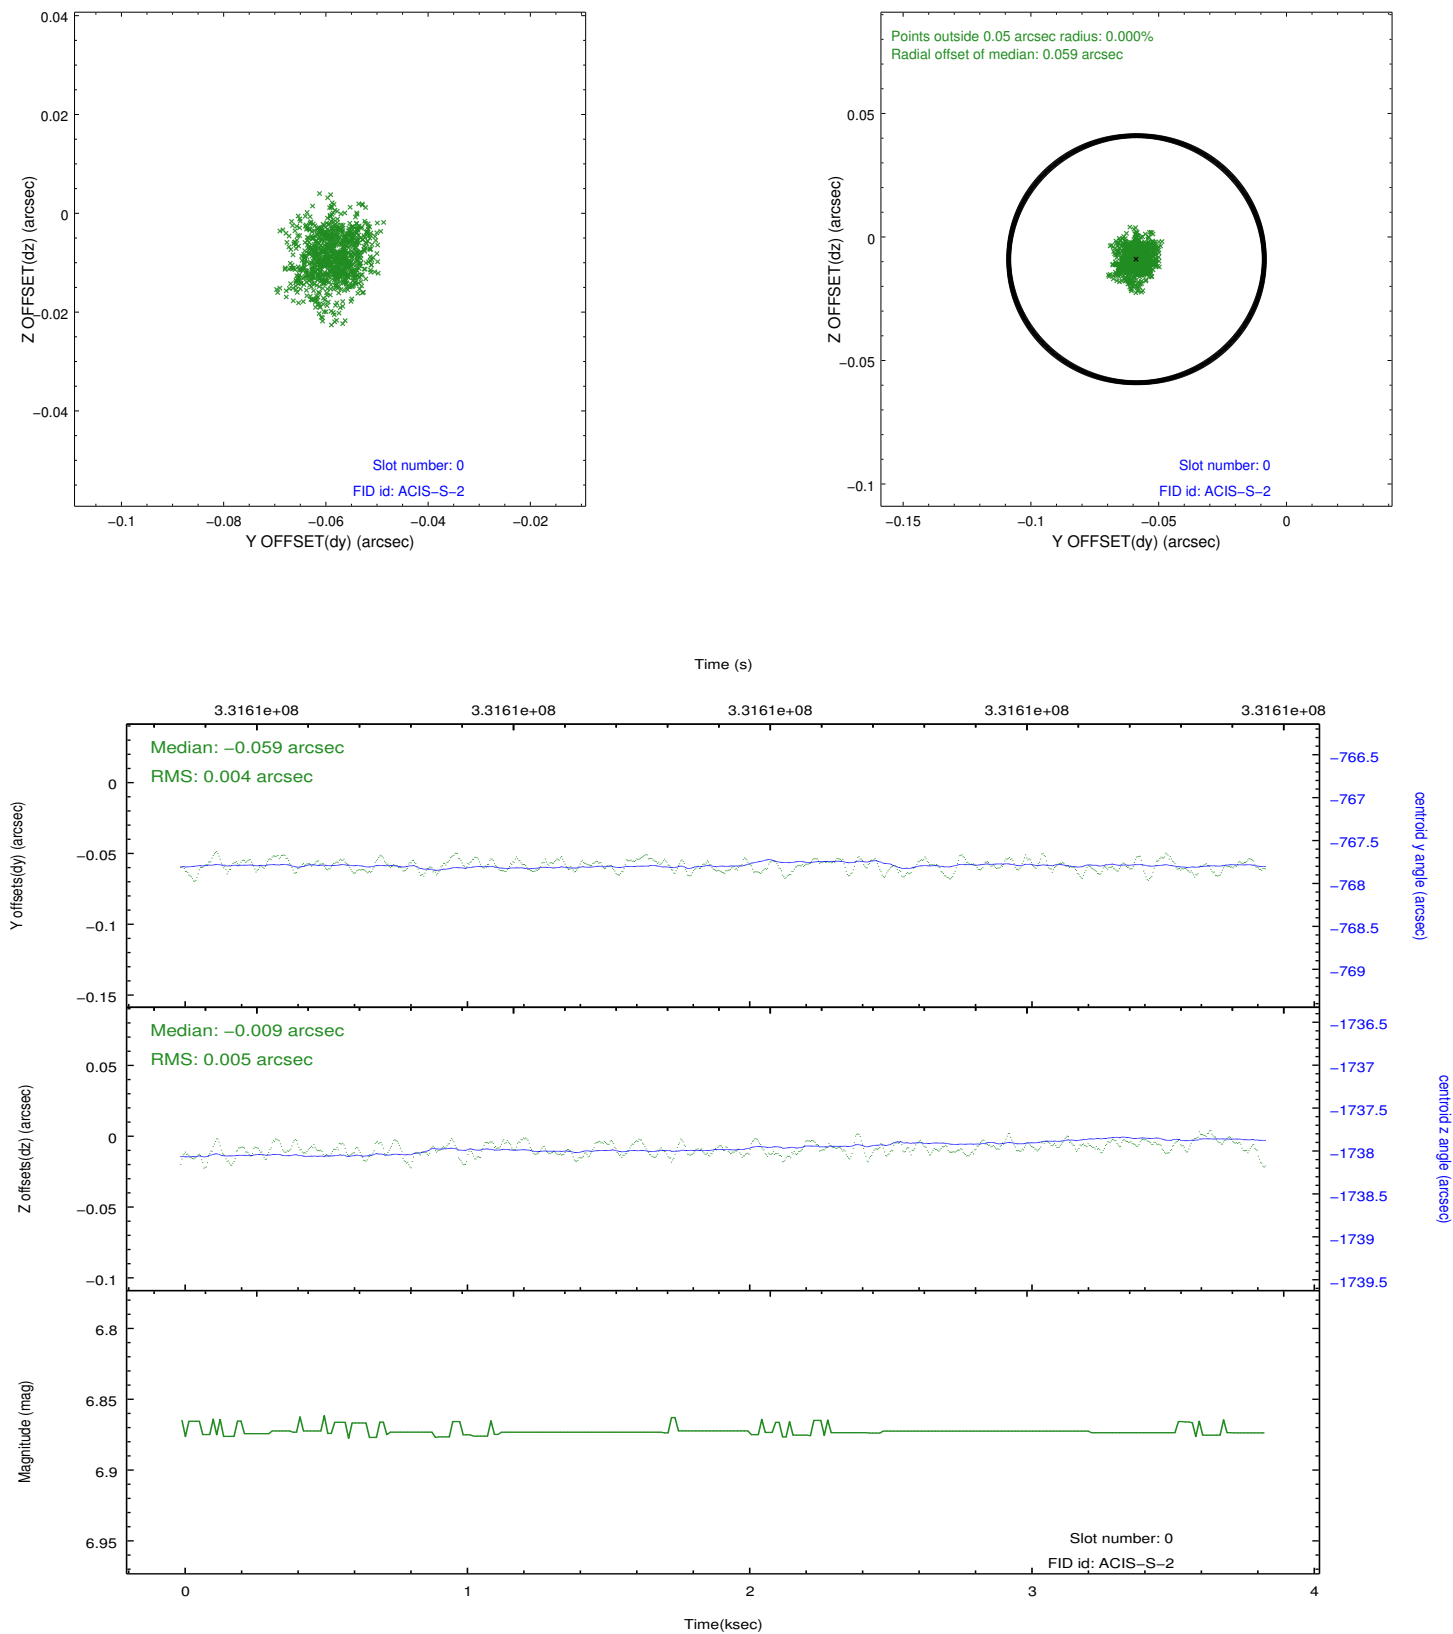 0.04
0.02
0
−0.02
−0.04
Z OFFSET(dz) (arcsec)
Slot number: 0
FID id: ACIS−S−2
−0.1
−0.08
−0.06
−0.04
−0.02
Y OFFSET(dy) (arcsec)
Points outside 0.05 arcsec radius: 0.000%
Radial offset of median: 0.059 arcsec
0.05
0
−0.05
−0.1
Z OFFSET(dz) (arcsec)
Slot number: 0
FID id: ACIS−S−2
−0.15
−0.1
−0.05
0
Y OFFSET(dy) (arcsec)
Time (s)
3.3161e+08
3.3161e+08
3.3161e+08
3.3161e+08
3.3161e+08
Median: −0.059 arcsec
RMS: 0.004 arcsec
0
−0.05
−0.1
−0.15
Y offsets(dy) (arcsec)
−766.5
−767
−767.5
−768
−768.5
−769
centroid y angle (arcsec)
Median: −0.009 arcsec
RMS: 0.005 arcsec
0.05
0
−0.05
−0.1
Z offsets(dz) (arcsec)
−1736.5
−1737
−1737.5
−1738
−1738.5
−1739
−1739.5
centroid z angle (arcsec)
6.8
6.85
6.9
6.95
Magnitude (mag)
Slot number: 0
FID id: ACIS−S−2
0
1
2
3
4
Time(ksec)